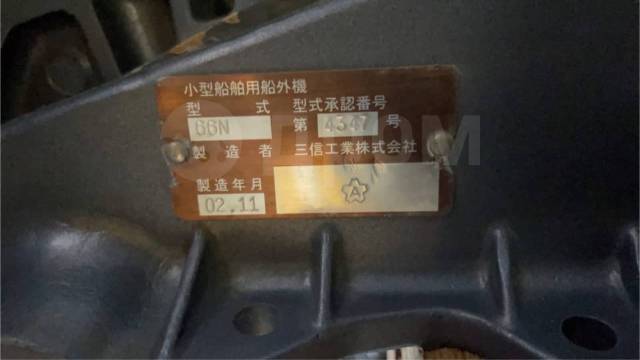 小型船舶用船外機
型 式 型式承認番号
66N 第 4347 号
製造者 三信工業株式会社
製造年月
02.11
A